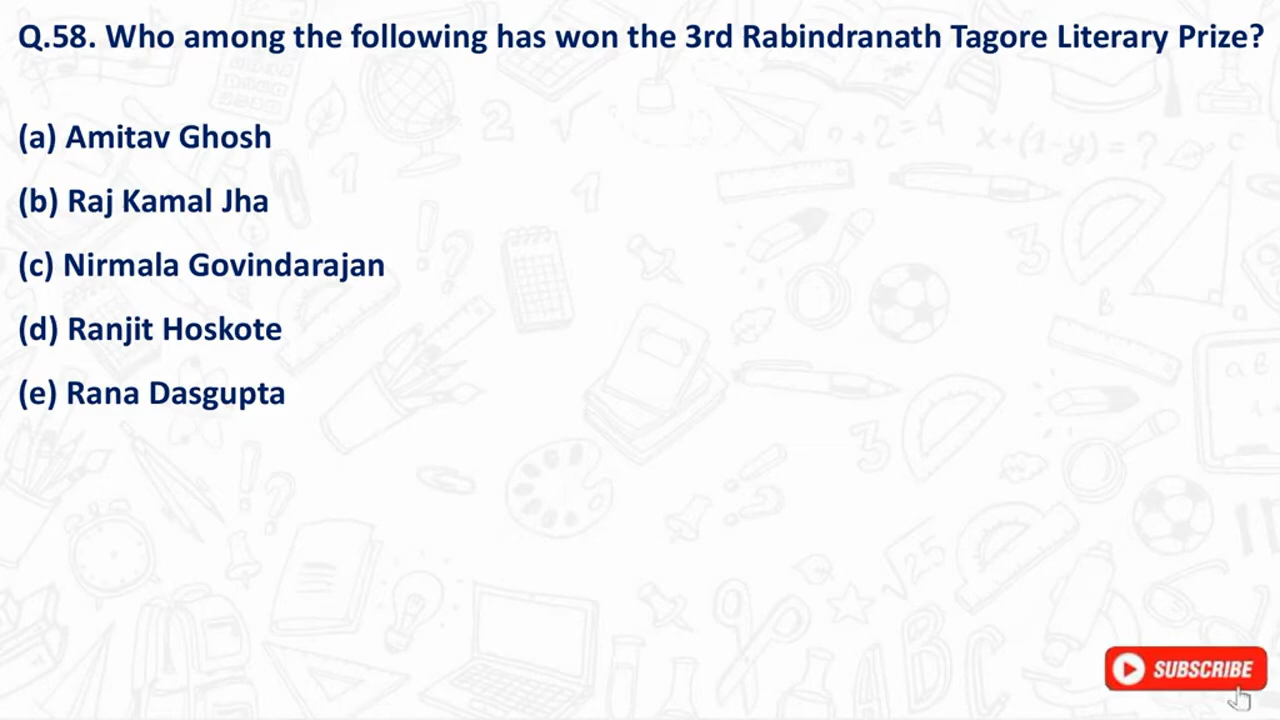 Q.58. Who among the following has won the 3rd Rabindranath Tagore Literary Prize?
(a) Amitav Ghosh
(b) Raj Kamal Jha
(c) Nirmala Govindarajan
(d) Ranjit Hoskote
(e) Rana Dasgupta
SUBSCRIBE